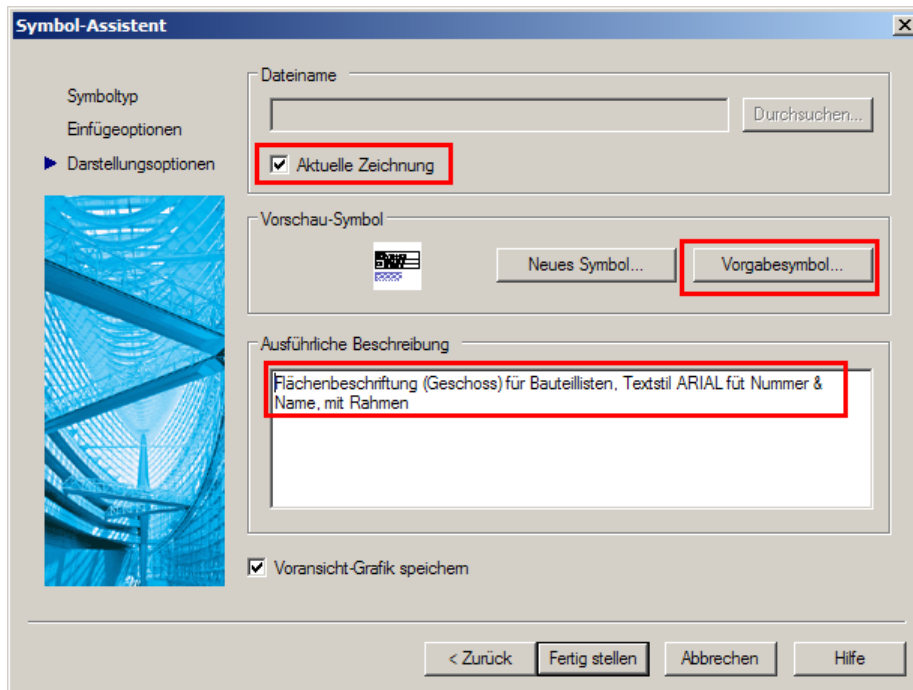 Symbol-Assistent
Symboltyp
Einfügeoptionen
Darstellungsoptionen
Dateiname
Durchsuchen...
Aktuelle Zeichnung
Vorschau-Symbol
Neues Symbol...
Vorgabesymbol...
Ausführliche Beschreibung
Flächenbeschriftung (Geschoss) für Bauteillisten, Textstil ARIAL füt Nummer &
Name, mit Rahmen
Voransicht-Grafik speichern
< Zurück
Fertig stellen
Abbrechen
Hilfe